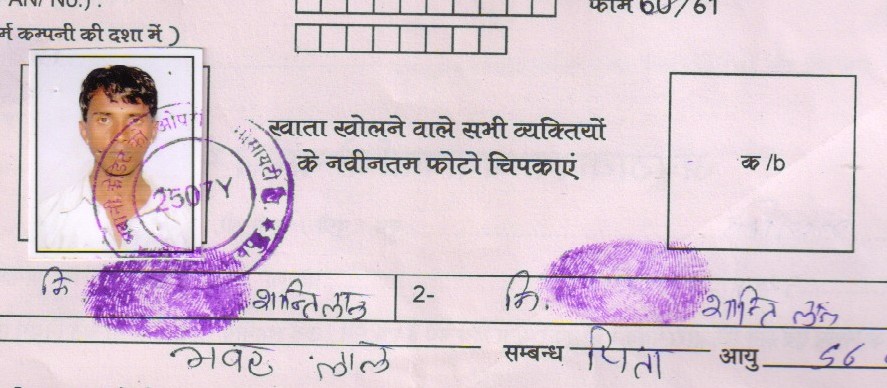 AN/ No.) :
र्म कम्पनी की दशा में )
फार्म 60/61
खाता खोलने वाले सभी व्यक्तियों
के नवीनतम फोटो चिपकाएं
क /b
2507Y
नि शान्ति लाल
2- नि. शान्ति लाल
भवर लाल सम्बन्ध पिता आयु 56